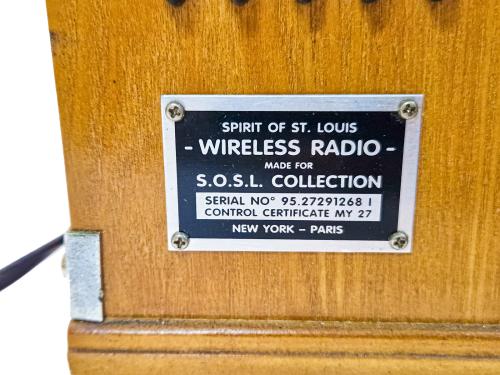 SPIRIT OF ST. LOUIS
- WIRELESS RADIO -
MADE FOR
S.O.S.L. COLLECTION
SERIAL NO° 95.27291268 I
CONTROL CERTIFICATE MY 27
NEW YORK - PARIS